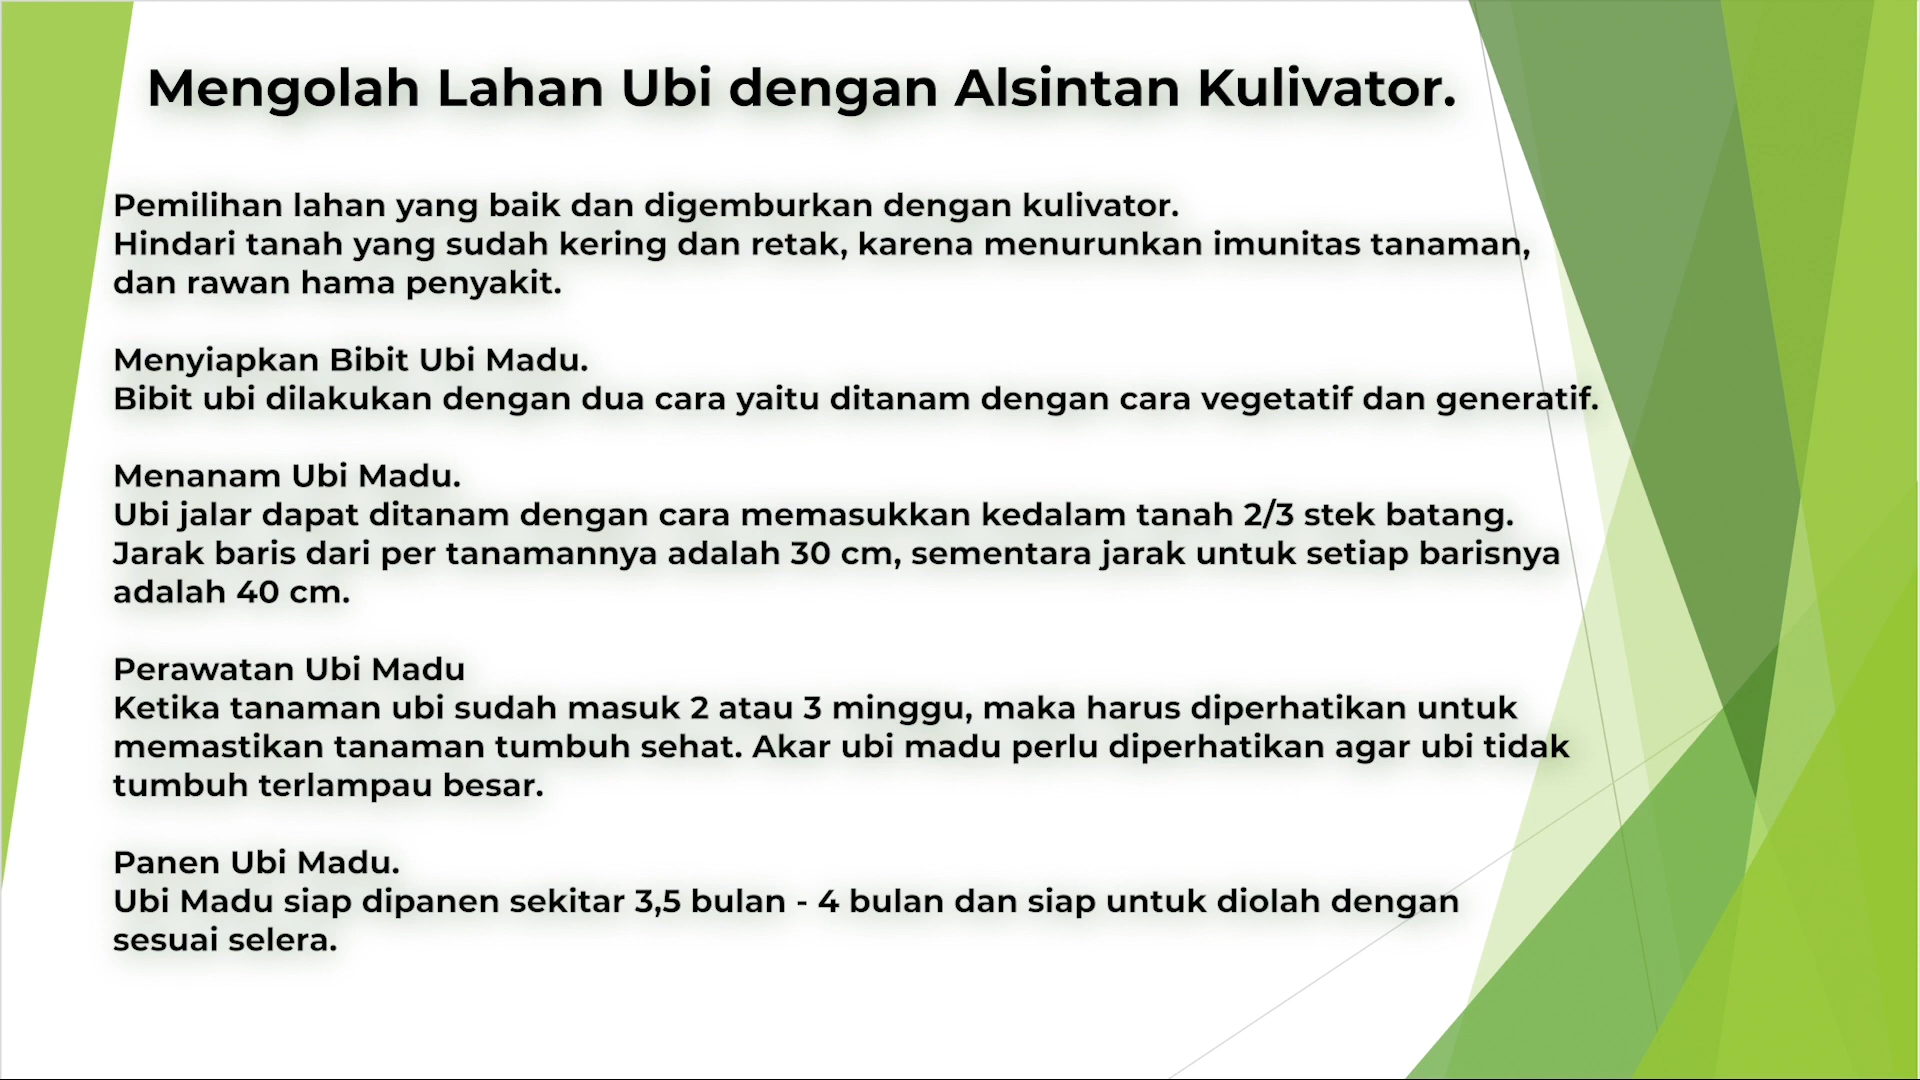 Mengolah Lahan Ubi dengan Alsintan Kulivator.
Pemilihan lahan yang baik dan digemburkan dengan kulivator.
Hindari tanah yang sudah kering dan retak, karena menurunkan imunitas tanaman,
dan rawan hama penyakit.
Menyiapkan Bibit Ubi Madu.
Bibit ubi dilakukan dengan dua cara yaitu ditanam dengan cara vegetatif dan generatif.
Menanam Ubi Madu.
Ubi jalar dapat ditanam dengan cara memasukkan kedalam tanah 2/3 stek batang.
Jarak baris dari per tanamannya adalah 30 cm, sementara jarak untuk setiap barisnya
adalah 40 cm.
Perawatan Ubi Madu
Ketika tanaman ubi sudah masuk 2 atau 3 minggu, maka harus diperhatikan untuk
memastikan tanaman tumbuh sehat. Akar ubi madu perlu diperhatikan agar ubi tidak
tumbuh terlampau besar.
Panen Ubi Madu.
Ubi Madu siap dipanen sekitar 3,5 bulan - 4 bulan dan siap untuk diolah dengan
sesuai selera.